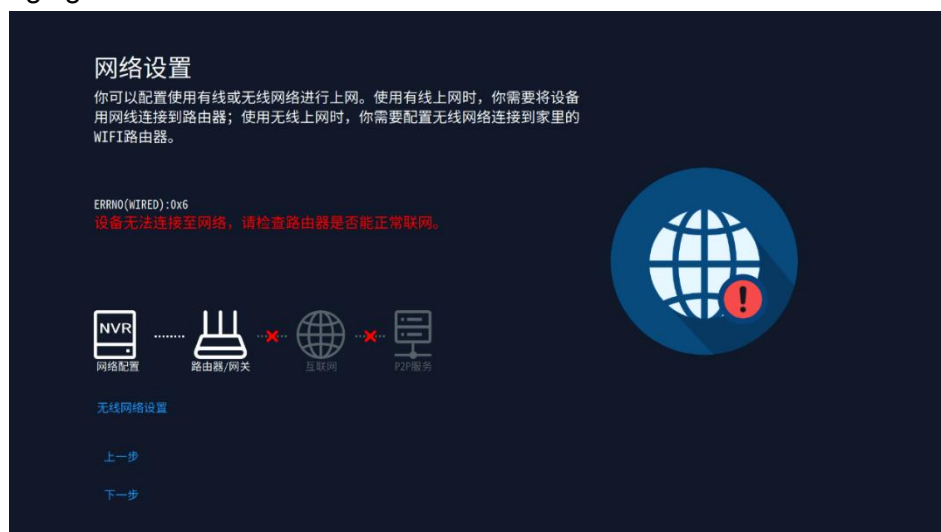 网络设置
你可以配置使用有线或无线网络进行上网。使用有线上网时，你需要将设备
用网线连接到路由器；使用无线上网时，你需要配置无线网络连接到家里的
WIFI路由器。
ERRNO(WIRED):0x6
设备无法连接至网络，请检查路由器是否能正常联网。
NVR
网络配置 路由器/网关 互联网 P2P服务
无线网络设置
上一步
下一步